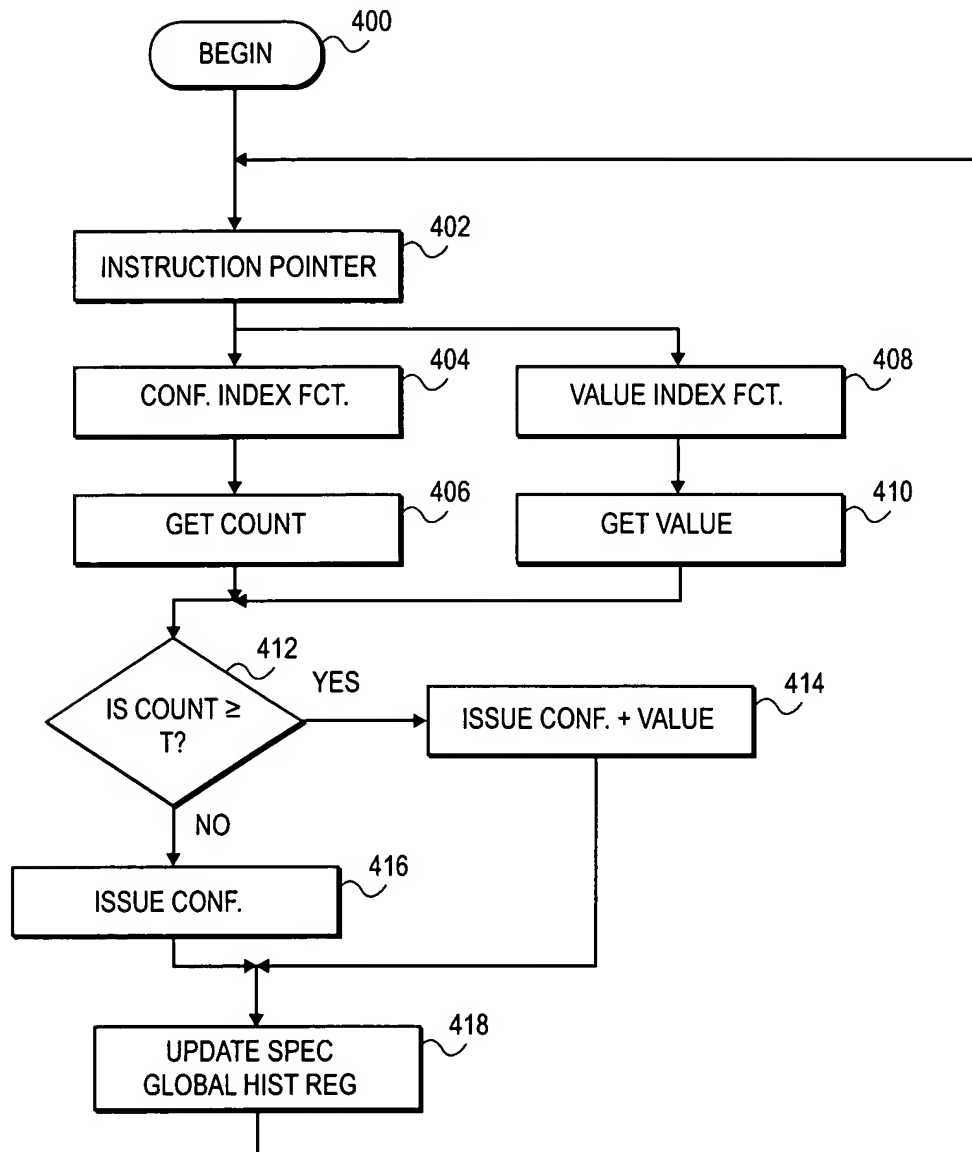 400
BEGIN
402
INSTRUCTION POINTER
404
CONF. INDEX FCT.
408
VALUE INDEX FCT.
406
GET COUNT
410
GET VALUE
412
IS COUNT ≥
T?
YES
414
ISSUE CONF. + VALUE
NO
416
ISSUE CONF.
418
UPDATE SPEC
GLOBAL HIST REG